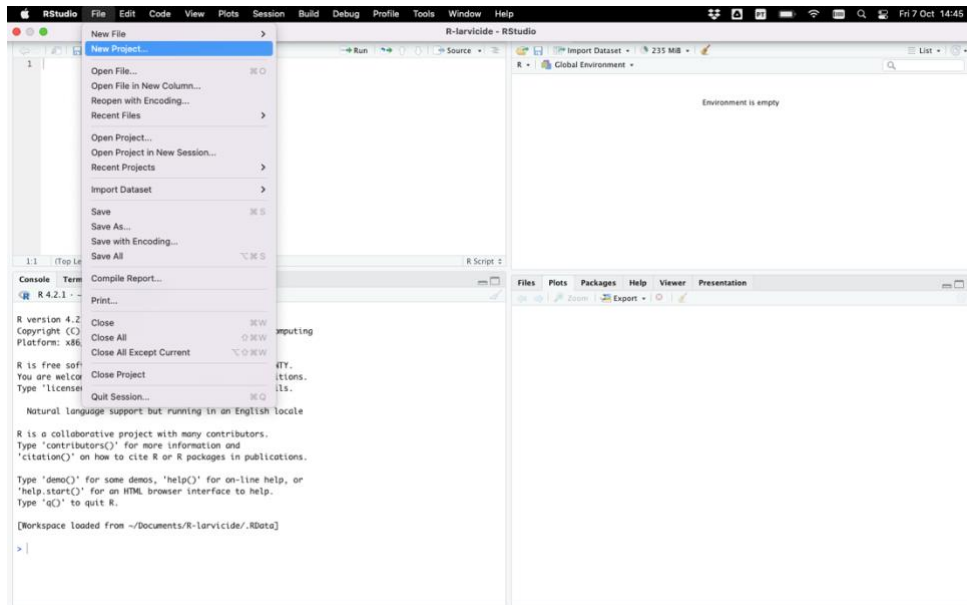 RStudio File Edit Code View Plots Session Build Debug Profile Tools Window Help PT Fri 7 Oct 14:45
R-larvicide - RStudio
New File
New Project...
Open File... ⌘O
Open File in New Column...
Reopen with Encoding...
Recent Files
Open Project...
Open Project in New Session...
Recent Projects
Import Dataset
Save ⌘S
Save As...
Save with Encoding...
Save All ⌥⌘S
Compile Report...
Print...
Close ⌘W
Close All ⇧⌘W
Close All Except Current ⌥⇧⌘W
Close Project
Quit Session... ⌘Q
Run Source
1
1:1 (Top Le R Script
Import Dataset 235 MiB List
R Global Environment
Environment is empty
Console Term
R 4.2.1 · ~
R version 4.2
Copyright (C) mputing
Platform: x86
R is free sof NTY.
You are welco itions.
Type 'license ils.
Natural language support but running in an English locale
R is a collaborative project with many contributors.
Type 'contributors()' for more information and
'citation()' on how to cite R or R packages in publications.
Type 'demo()' for some demos, 'help()' for on-line help, or
'help.start()' for an HTML browser interface to help.
Type 'q()' to quit R.
[Workspace loaded from ~/Documents/R-larvicide/.RData]
>
Files Plots Packages Help Viewer Presentation
Zoom Export